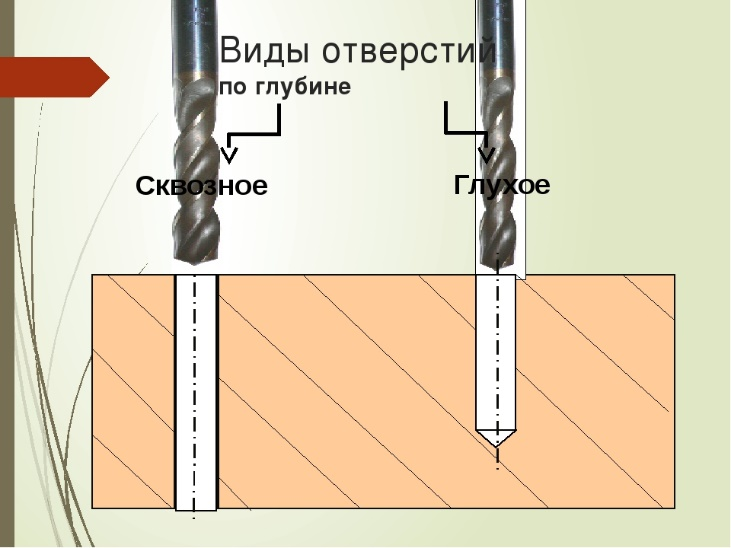 Виды отверстий
по глубине
Сквозное
Глухое